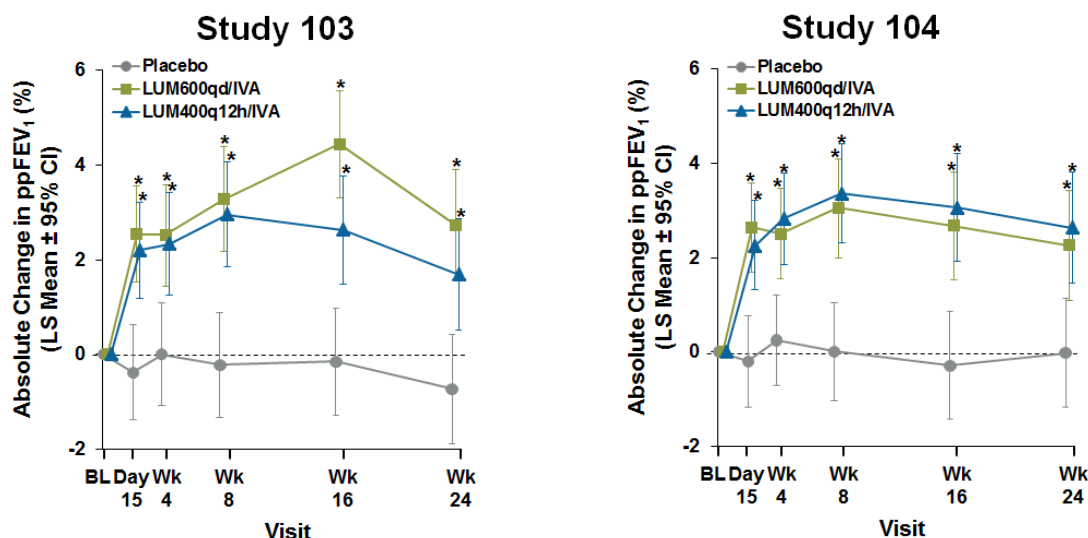 Study 103
Absolute Change in ppFEV1 (%)
(LS Mean ± 95% CI)
6
4
2
0
-2
Placebo
LUM600qd/IVA
LUM400q12h/IVA
* * * * * * * * * *
BL Day 15 Wk 4 Wk 8 Wk 16 Wk 24
Visit
Study 104
Absolute Change in ppFEV1 (%)
(LS Mean ± 95% CI)
6
4
2
0
-2
Placebo
LUM600qd/IVA
LUM400q12h/IVA
* * * * * * * * * *
BL Day 15 Wk 4 Wk 8 Wk 16 Wk 24
Visit